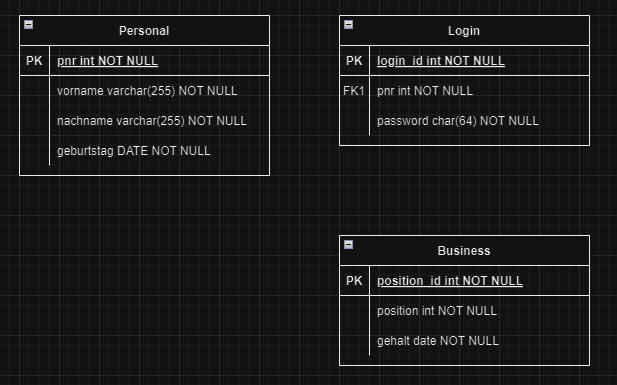 Personal
PK pnr int NOT NULL
vorname varchar(255) NOT NULL
nachname varchar(255) NOT NULL
geburtstag DATE NOT NULL
Login
PK login_id int NOT NULL
FK1 pnr int NOT NULL
password char(64) NOT NULL
Business
PK position_id int NOT NULL
position int NOT NULL
gehalt date NOT NULL